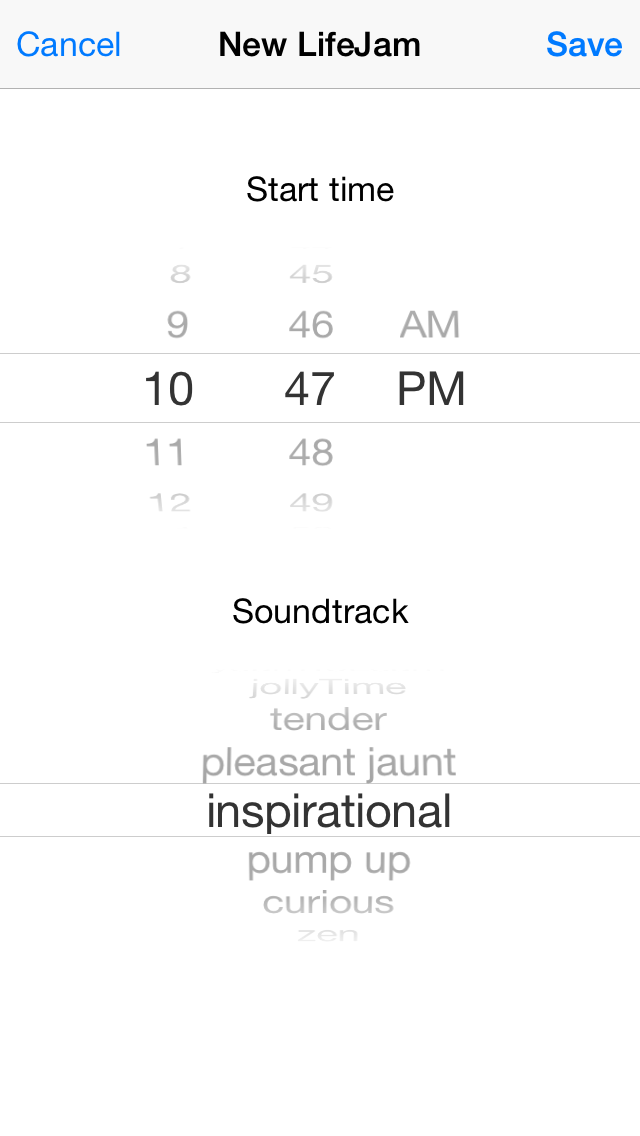 Cancel New LifeJam Save
Start time
8 45
9 46 AM
10 47 PM
11 48
12 49
Soundtrack
jollyTime
tender
pleasant jaunt
inspirational
pump up
curious
zen